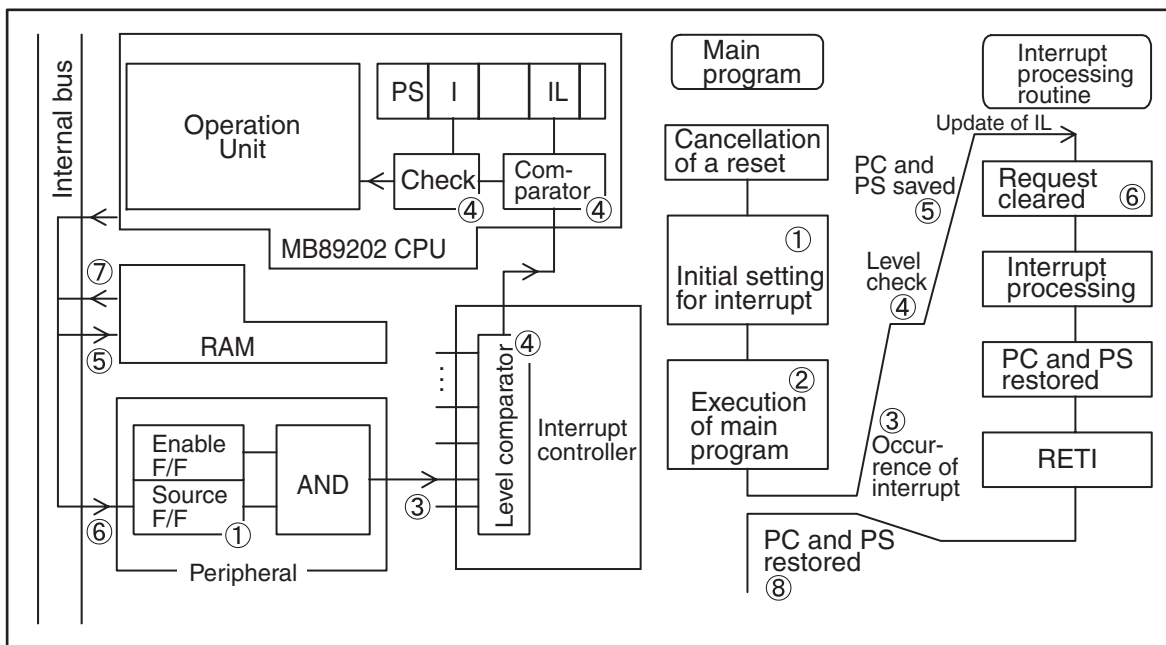 Internal bus
Operation
Unit
PS I IL
Check
④
Com-
parator
④
MB89202 CPU
⑦
⑤
RAM
Enable
F/F
Source
F/F
①
AND
⑥
Peripheral
③
Level comparator
④
Interrupt
controller
Main
program
Cancellation
of a reset
①
Initial setting
for interrupt
②
Execution
of main
program
PC and PS
restored
⑧
Update of IL
PC and
PS saved
⑤
Level
check
④
③
Occur-
rence of
interrupt
Interrupt
processing
routine
Request
cleared ⑥
Interrupt
processing
PC and PS
restored
RETI